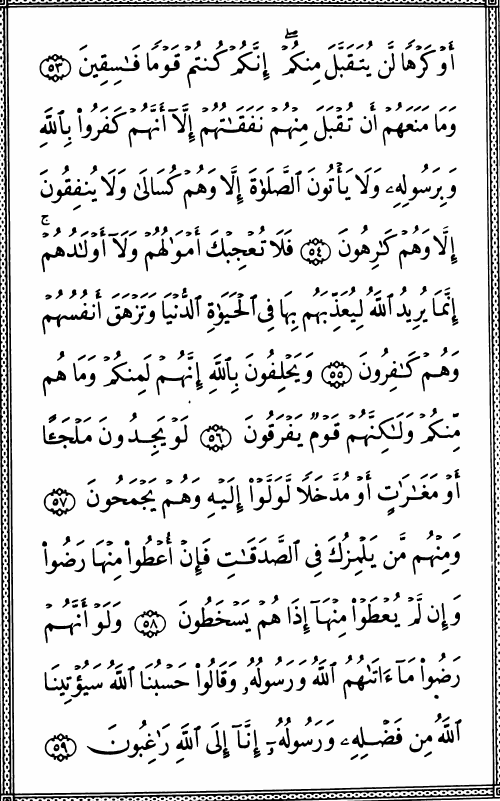 أَوۡ كَرۡهٗا لَّن يُتَقَبَّلَ مِنكُمۡۖ إِنَّكُمۡ كُنتُمۡ قَوۡمٗا فَٰسِقِينَ ٥٣
وَمَا مَنَعَهُمۡ أَن تُقۡبَلَ مِنۡهُمۡ نَفَقَٰتُهُمۡ إِلَّآ أَنَّهُمۡ كَفَرُواْ بِٱللَّهِ
وَبِرَسُولِهِۦ وَلَا يَأۡتُونَ ٱلصَّلَوٰةَ إِلَّا وَهُمۡ كُسَالَىٰ وَلَا يُنفِقُونَ
إِلَّا وَهُمۡ كَٰرِهُونَ ٥٤ فَلَا تُعۡجِبۡكَ أَمۡوَٰلُهُمۡ وَلَآ أَوۡلَٰدُهُمۡۚ
إِنَّمَا يُرِيدُ ٱللَّهُ لِيُعَذِّبَهُم بِهَا فِي ٱلۡحَيَوٰةِ ٱلدُّنۡيَا وَتَزۡهَقَ أَنفُسُهُمۡ
وَهُمۡ كَٰفِرُونَ ٥٥ وَيَحۡلِفُونَ بِٱللَّهِ إِنَّهُمۡ لَمِنكُمۡ وَمَا هُم
مِّنكُمۡ وَلَٰكِنَّهُمۡ قَوۡمٞ يَفۡرَقُونَ ٥٦ لَوۡ يَجِدُونَ مَلۡجَـًٔا
أَوۡ مَغَٰرَٰتٍ أَوۡ مُدَّخَلٗا لَّوَلَّوۡاْ إِلَيۡهِ وَهُمۡ يَجۡمَحُونَ ٥٧
وَمِنۡهُم مَّن يَلۡمِزُكَ فِي ٱلصَّدَقَٰتِ فَإِنۡ أُعۡطُواْ مِنۡهَا رَضُواْ
وَإِن لَّمۡ يُعۡطَوۡاْ مِنۡهَآ إِذَا هُمۡ يَسۡخَطُونَ ٥٨ وَلَوۡ أَنَّهُمۡ
رَضُواْ مَآ ءَاتَىٰهُمُ ٱللَّهُ وَرَسُولُهُۥ وَقَالُواْ حَسۡبُنَا ٱللَّهُ سَيُؤۡتِينَا
ٱللَّهُ مِن فَضۡلِهِۦ وَرَسُولُهُۥٓ إِنَّآ إِلَى ٱللَّهِ رَٰغِبُونَ ٥٩